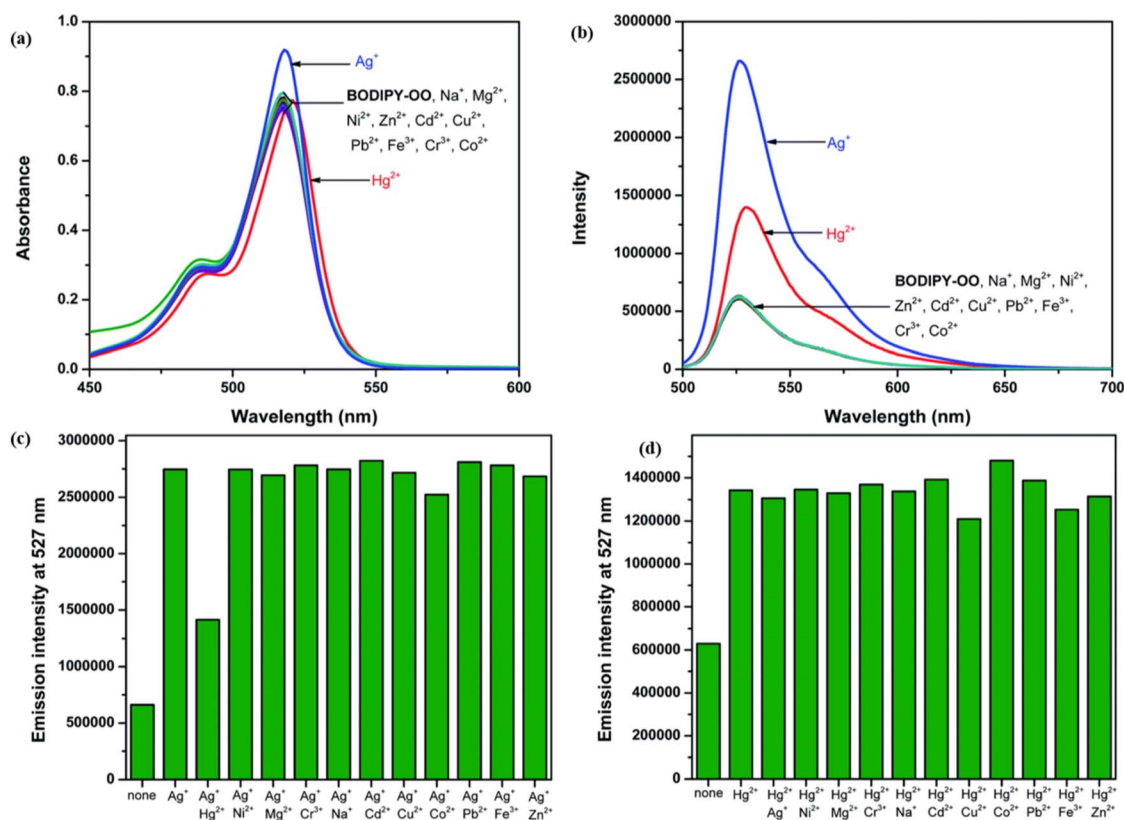 (a)
1.0
0.8
0.6
0.4
0.2
0.0
Absorbance
Ag⁺
BODIPY-OO, Na⁺, Mg²⁺,
Ni²⁺, Zn²⁺, Cd²⁺, Cu²⁺,
Pb²⁺, Fe³⁺, Cr³⁺, Co²⁺
Hg²⁺
450 500 550 600
Wavelength (nm)
(b)
3000000
2500000
2000000
1500000
1000000
500000
0
Intensity
Ag⁺
Hg²⁺
BODIPY-OO, Na⁺, Mg²⁺, Ni²⁺,
Zn²⁺, Cd²⁺, Cu²⁺, Pb²⁺, Fe³⁺,
Cr³⁺, Co²⁺
500 550 600 650 700
Wavelength (nm)
(c)
3000000
2500000
2000000
1500000
1000000
500000
0
Emission intensity at 527 nm
none Ag⁺ Ag⁺ Ag⁺ Ag⁺ Ag⁺ Ag⁺ Ag⁺ Ag⁺ Ag⁺ Ag⁺ Ag⁺ Ag⁺
Hg²⁺ Ni²⁺ Mg²⁺ Cr³⁺ Na⁺ Cd²⁺ Cu²⁺ Co²⁺ Pb²⁺ Fe³⁺ Zn²⁺
(d)
1400000
1200000
1000000
800000
600000
400000
200000
0
Emission intensity at 527 nm
none Hg²⁺ Hg²⁺ Hg²⁺ Hg²⁺ Hg²⁺ Hg²⁺ Hg²⁺ Hg²⁺ Hg²⁺ Hg²⁺ Hg²⁺ Hg²⁺
Ag⁺ Ni²⁺ Mg²⁺ Cr³⁺ Na⁺ Cd²⁺ Cu²⁺ Co²⁺ Pb²⁺ Fe³⁺ Zn²⁺